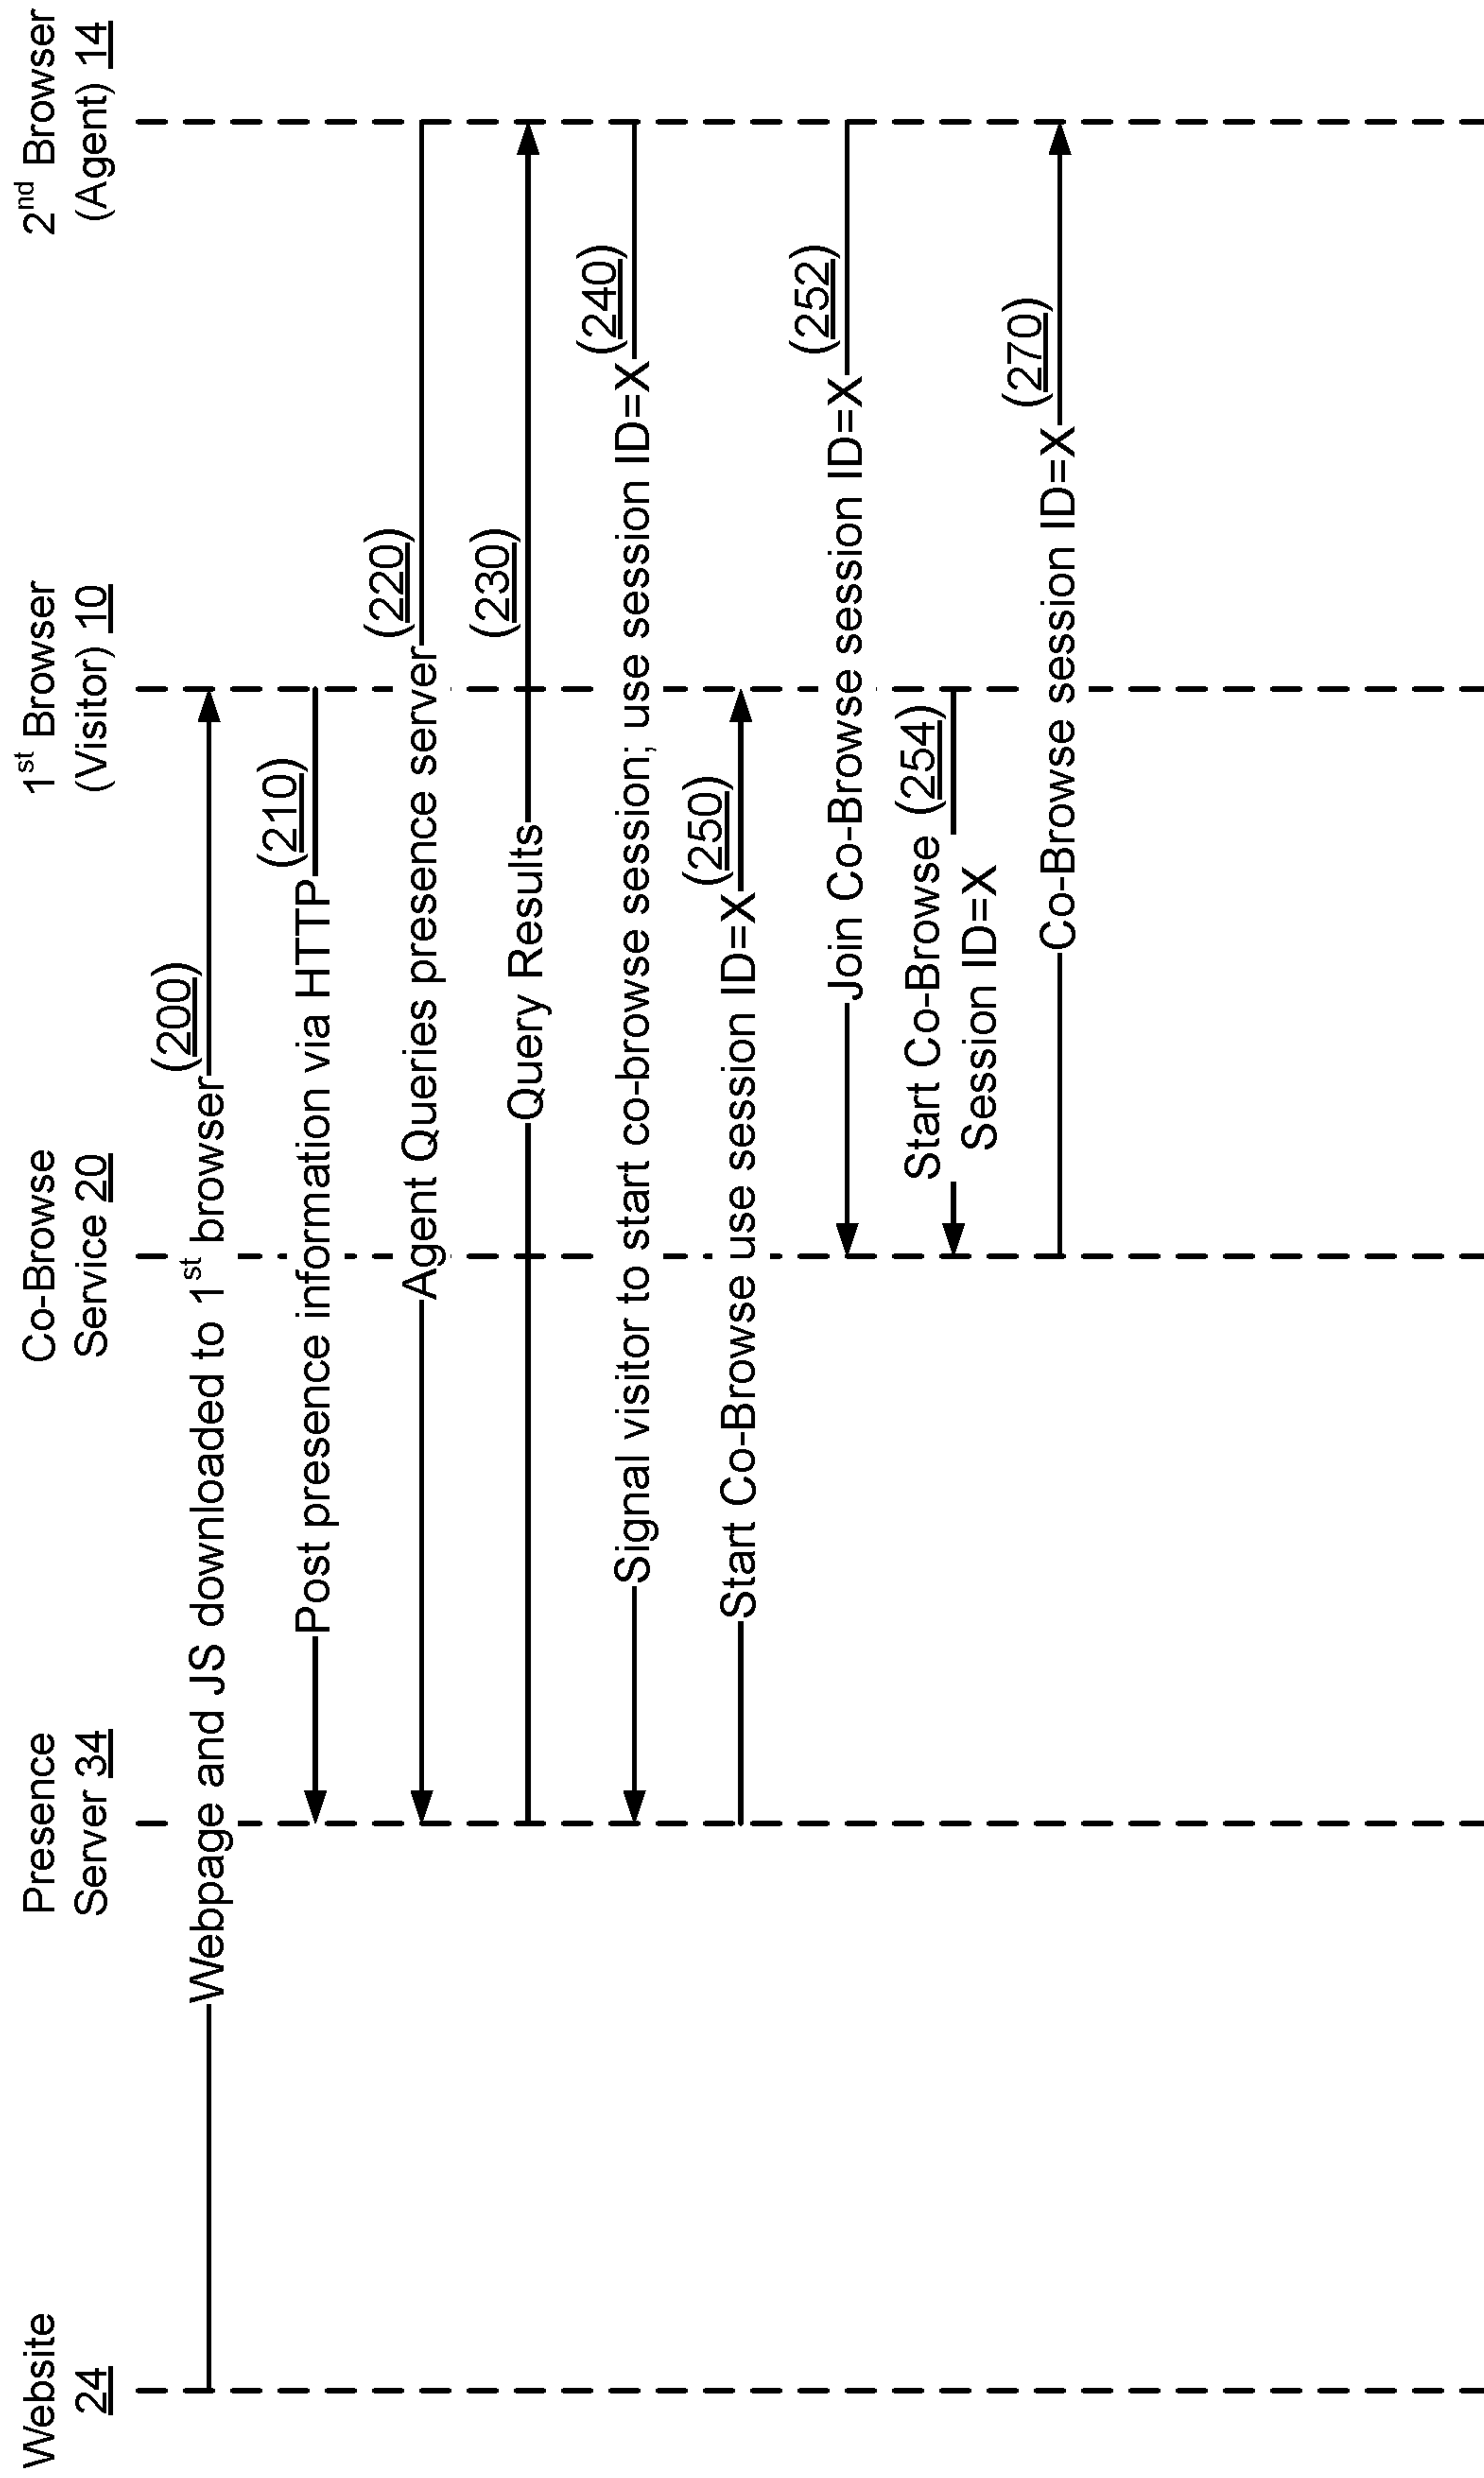 Website
24
Presence
Server 34
Co-Browse
Service 20
1st Browser
(Visitor) 10
2nd Browser
(Agent) 14
Webpage and JS downloaded to 1st browser
(200)
Post presence information via HTTP
(210)
Agent Queries presence server
(220)
Query Results
(230)
Signal visitor to start co-browse session; use session ID=X
(240)
Start Co-Browse use session ID=X
(250)
Join Co-Browse session ID=X
(252)
Start Co-Browse (254)
Session ID=X
Co-Browse session ID=X
(270)